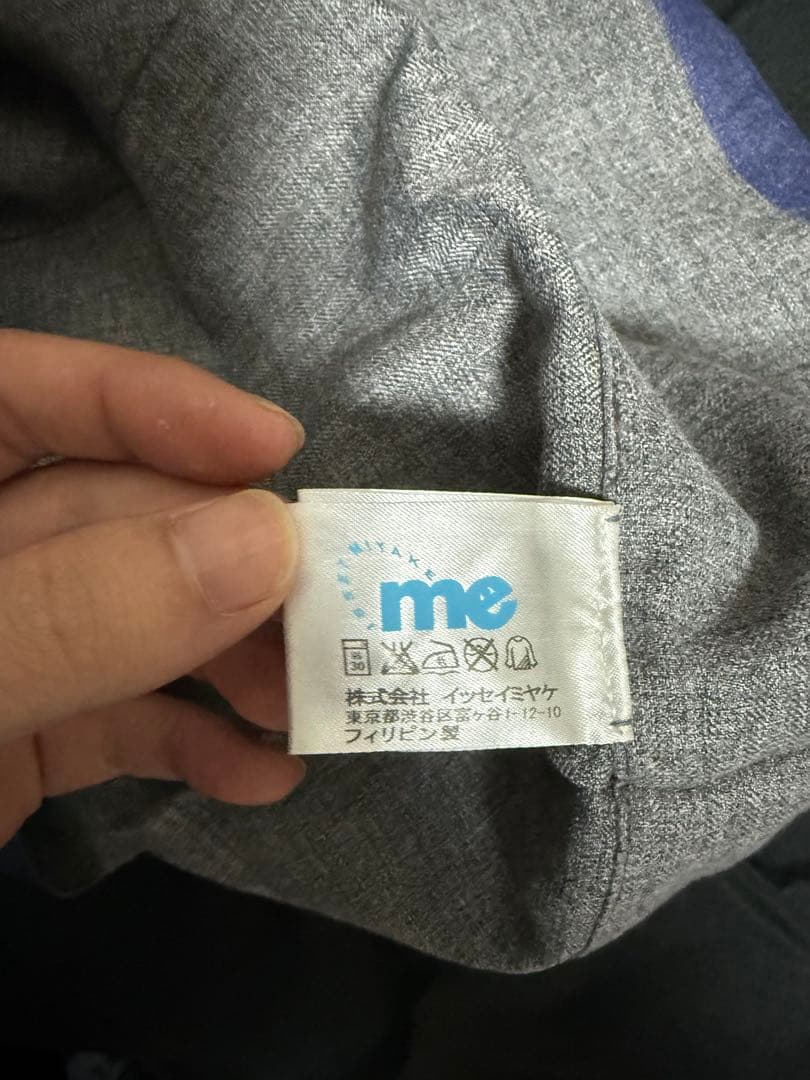 ISSEY MIYAKE
me
30
株式会社 イッセイミヤケ
東京都渋谷区富ヶ谷1-12-10
フィリピン製